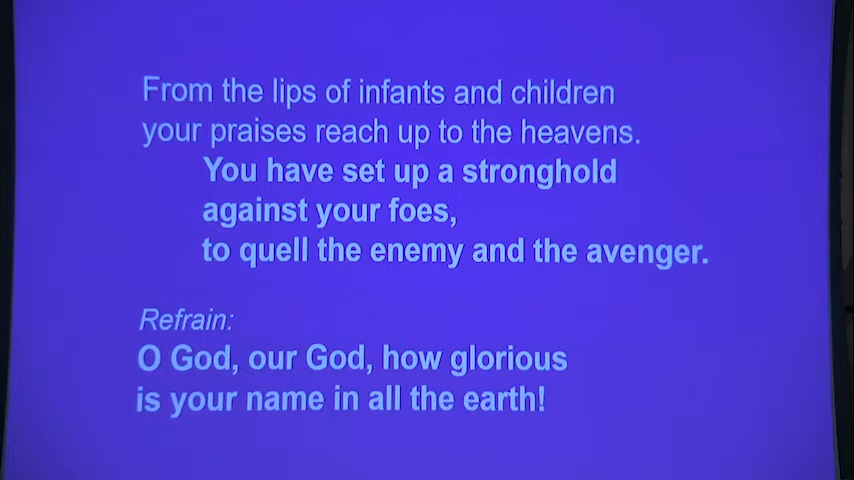 From the lips of infants and children
your praises reach up to the heavens.
You have set up a stronghold
against your foes,
to quell the enemy and the avenger.
Refrain:
O God, our God, how glorious
is your name in all the earth!